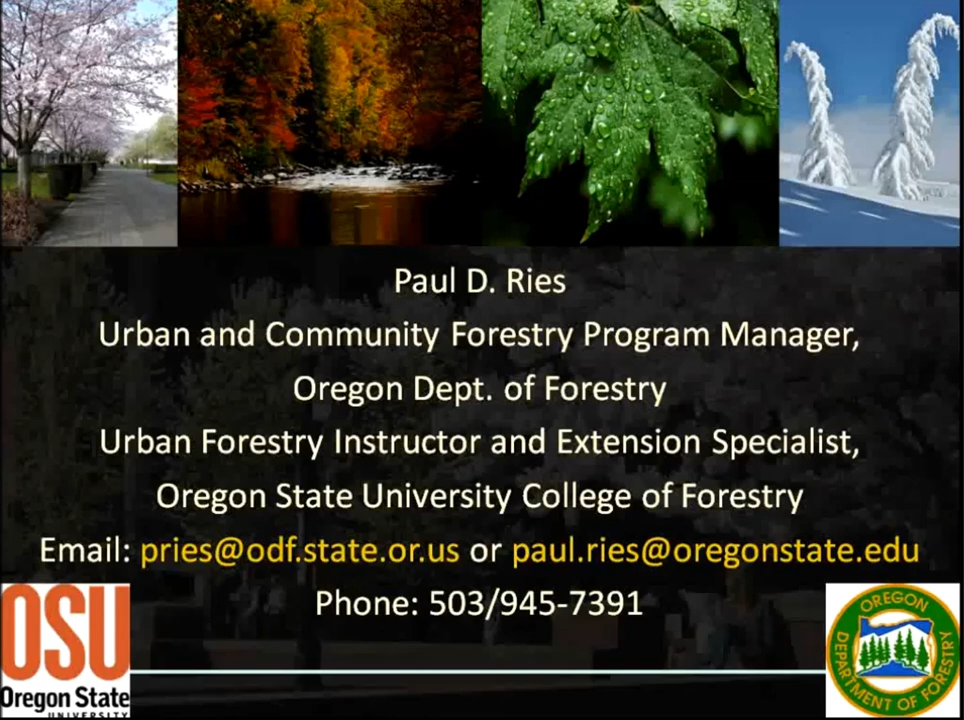 Paul D. Ries
Urban and Community Forestry Program Manager,
Oregon Dept. of Forestry
Urban Forestry Instructor and Extension Specialist,
Oregon State University College of Forestry
Email: pries@odf.state.or.us or paul.ries@oregonstate.edu
Phone: 503/945-7391
OSU
Oregon State
UNIVERSITY
OREGON
DEPARTMENT OF FORESTRY